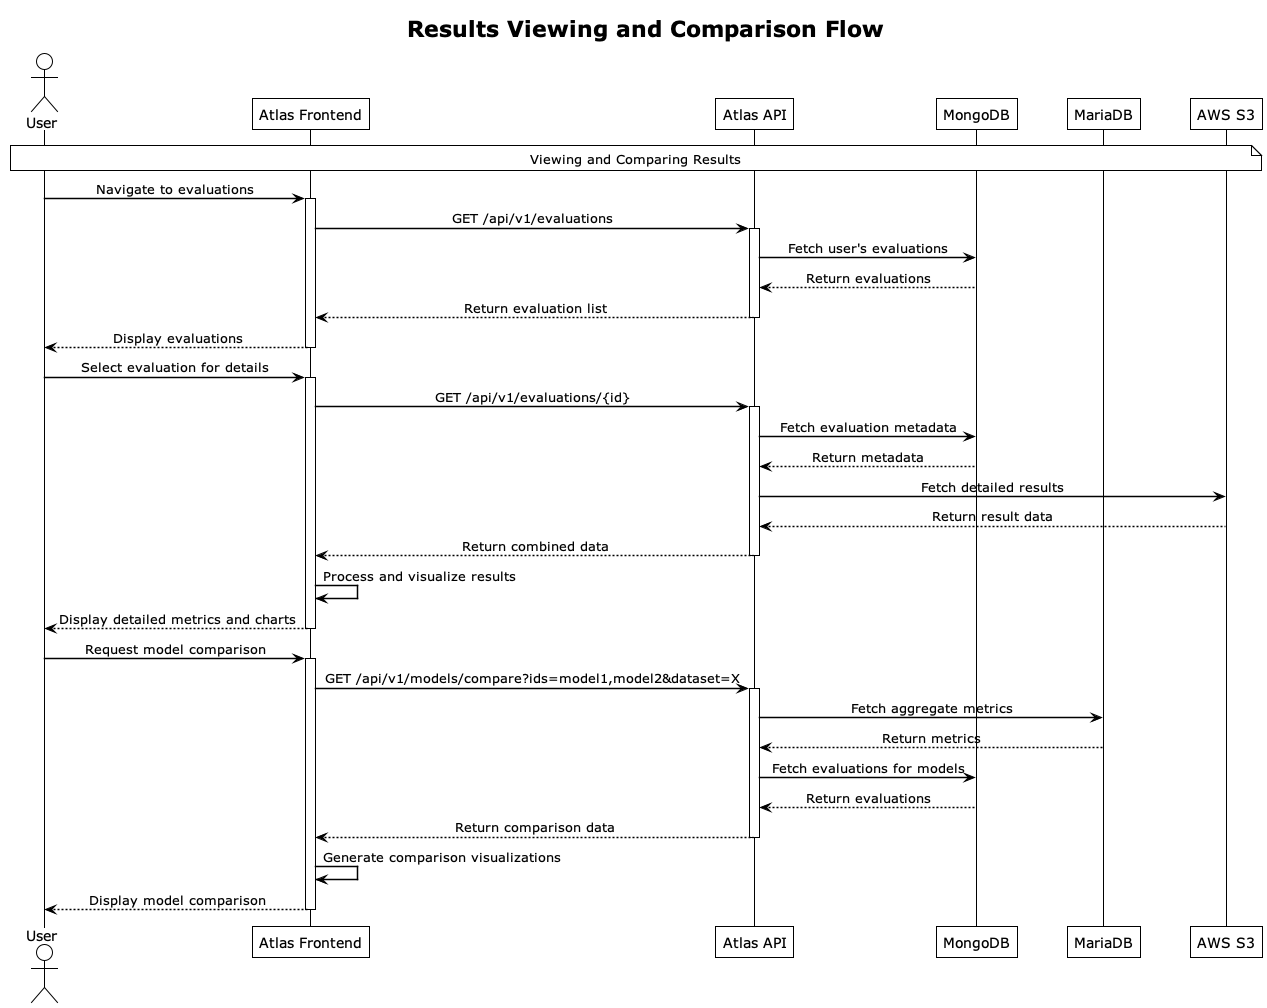 Results Viewing and Comparison Flow
User
Atlas Frontend
Atlas API
MongoDB
MariaDB
AWS S3
Viewing and Comparing Results
Navigate to evaluations
GET /api/v1/evaluations
Fetch user's evaluations
Return evaluations
Return evaluation list
Display evaluations
Select evaluation for details
GET /api/v1/evaluations/{id}
Fetch evaluation metadata
Return metadata
Fetch detailed results
Return result data
Return combined data
Process and visualize results
Display detailed metrics and charts
Request model comparison
GET /api/v1/models/compare?ids=model1,model2&dataset=X
Fetch aggregate metrics
Return metrics
Fetch evaluations for models
Return evaluations
Return comparison data
Generate comparison visualizations
Display model comparison
User
Atlas Frontend
Atlas API
MongoDB
MariaDB
AWS S3